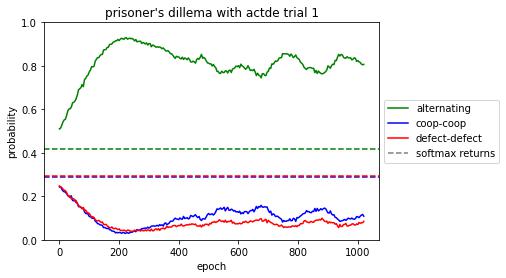 prisoner's dillema with actde trial 1
1.0
0.8
0.6
0.4
0.2
0.0
probability
0 200 400 600 800 1000
epoch
alternating
coop-coop
defect-defect
softmax returns